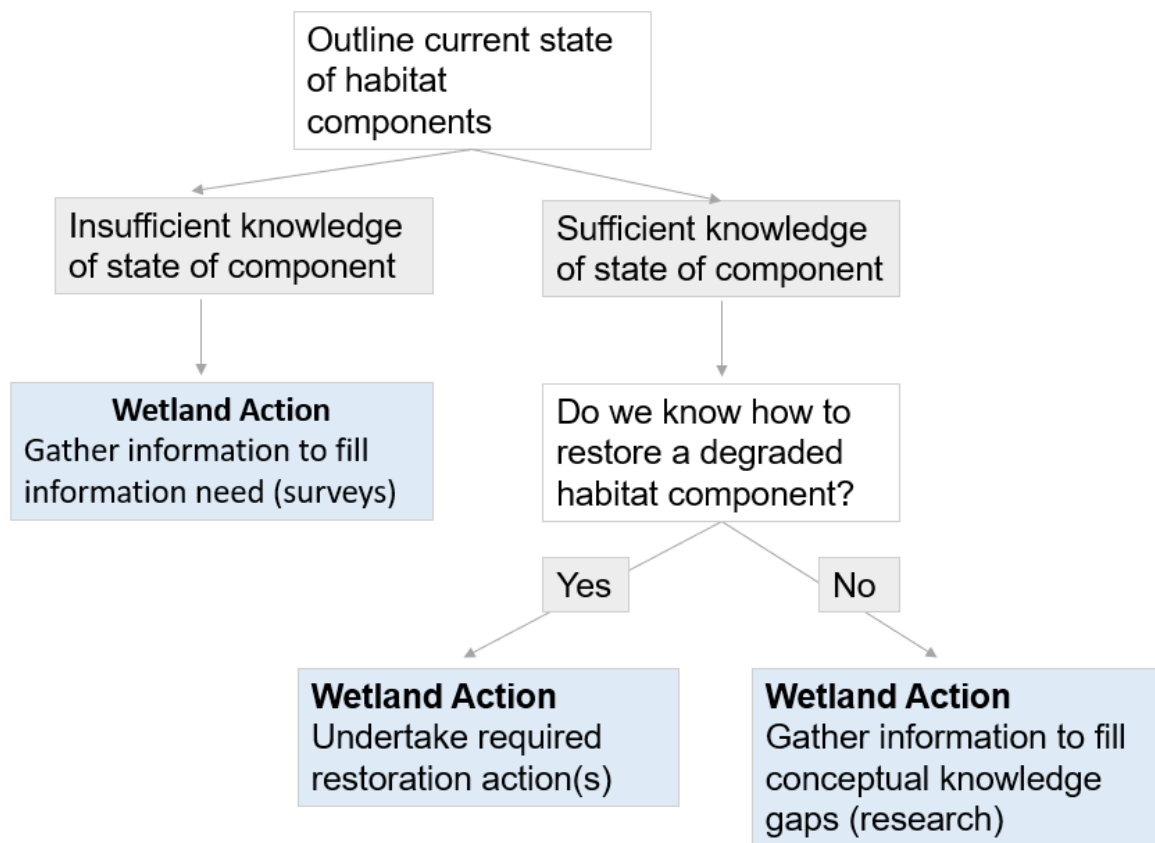 Outline current state
of habitat
components
Insufficient knowledge
of state of component
Sufficient knowledge
of state of component
Wetland Action
Gather information to fill
information need (surveys)
Do we know how to
restore a degraded
habitat component?
Yes
No
Wetland Action
Undertake required
restoration action(s)
Wetland Action
Gather information to fill
conceptual knowledge
gaps (research)